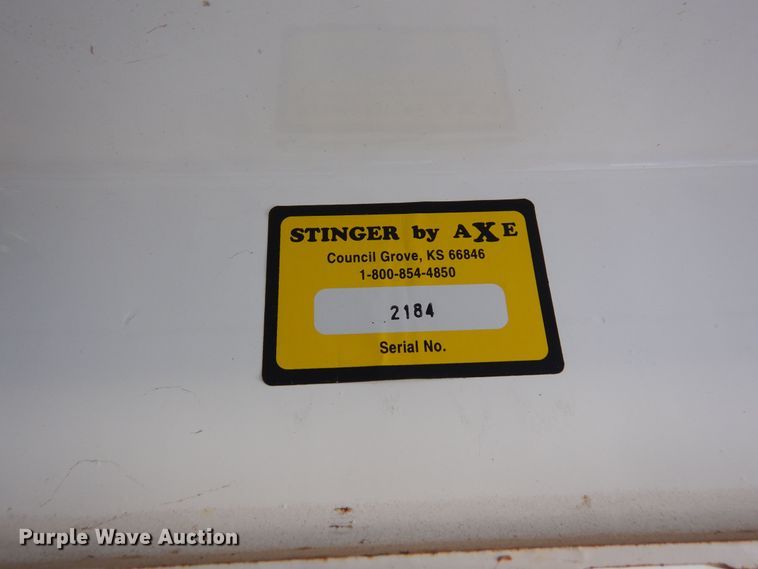 STINGER by AXE
Council Grove, KS 66846
1-800-854-4850
2184
Serial No.
Purple Wave Auction